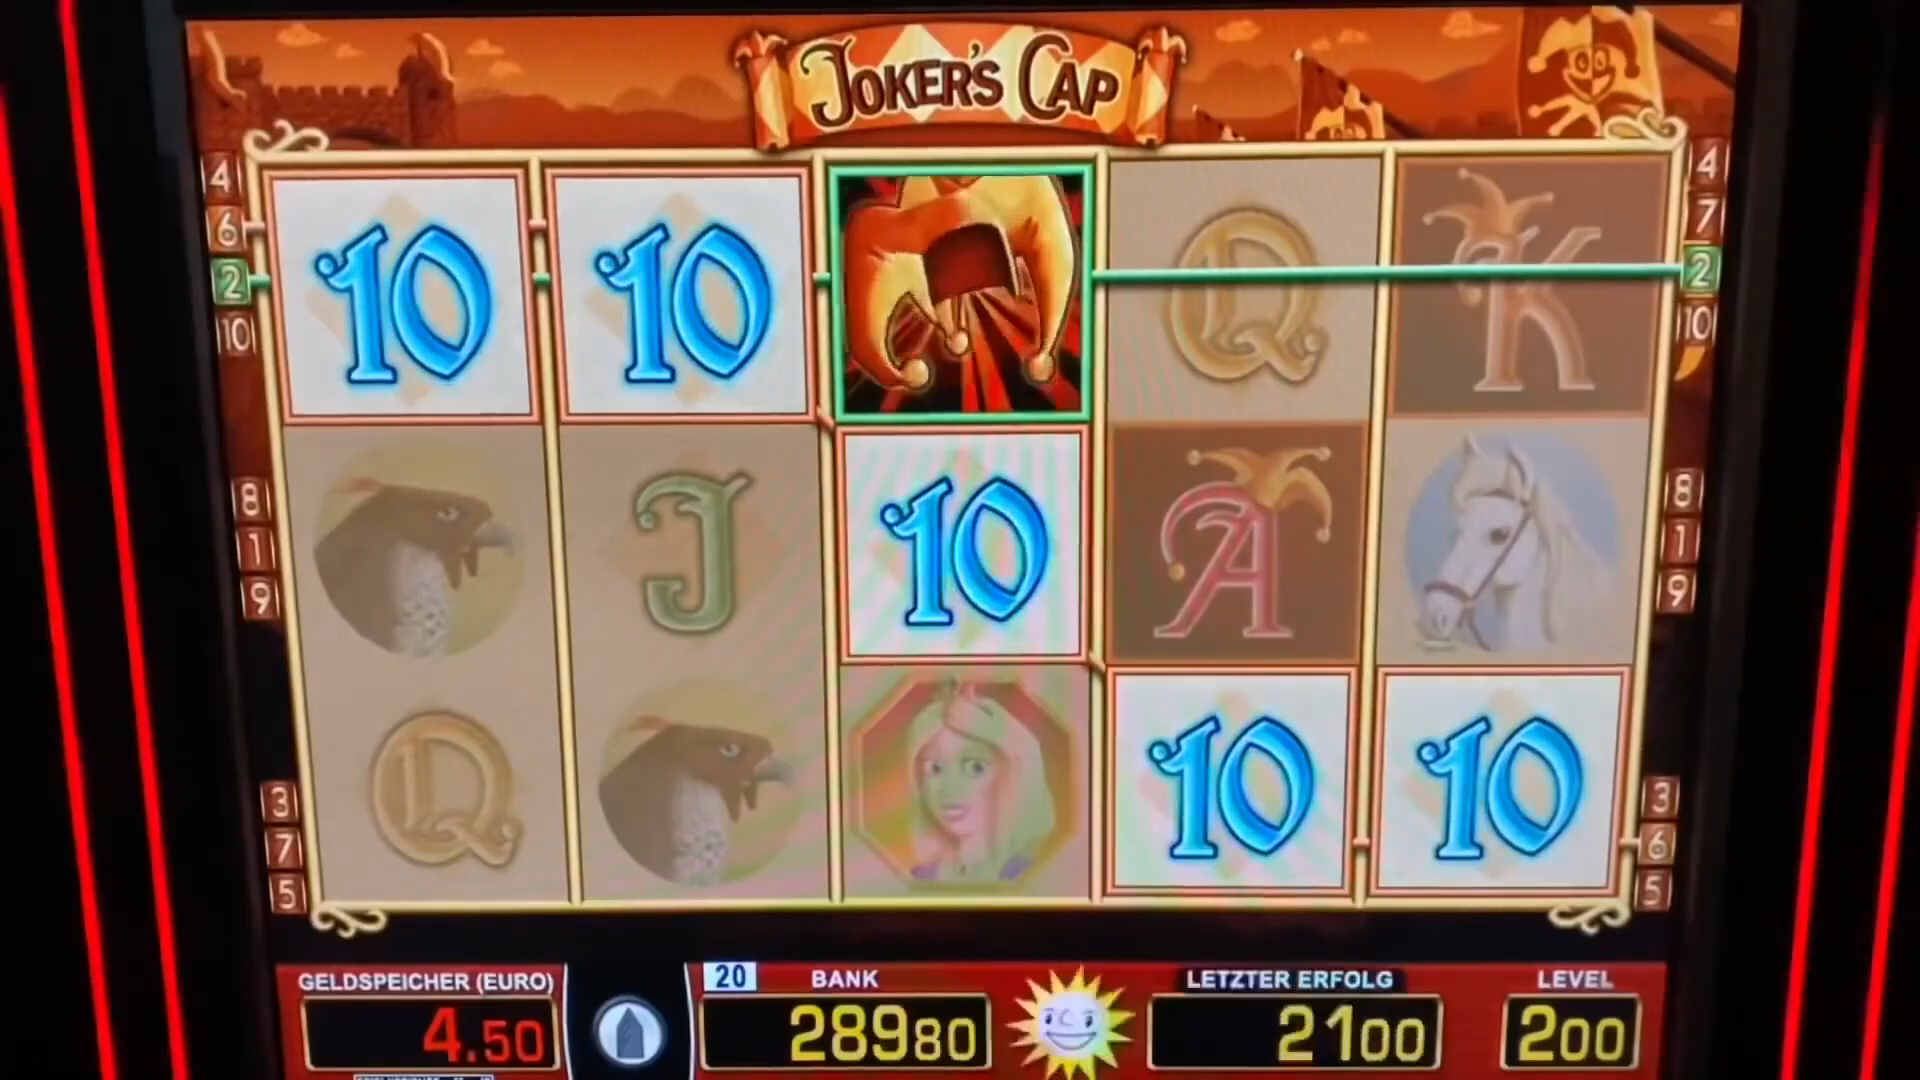 JOKER'S CAP
4 4
6 7
2 2
10 10
10 10 Q K
8 8
1 1
9 9
J 10 A
3 3
7 6
5 5
Q 10 10
GELDSPEICHER (EURO) 20 BANK LETZTER ERFOLG LEVEL
4.50 28980 2100 200